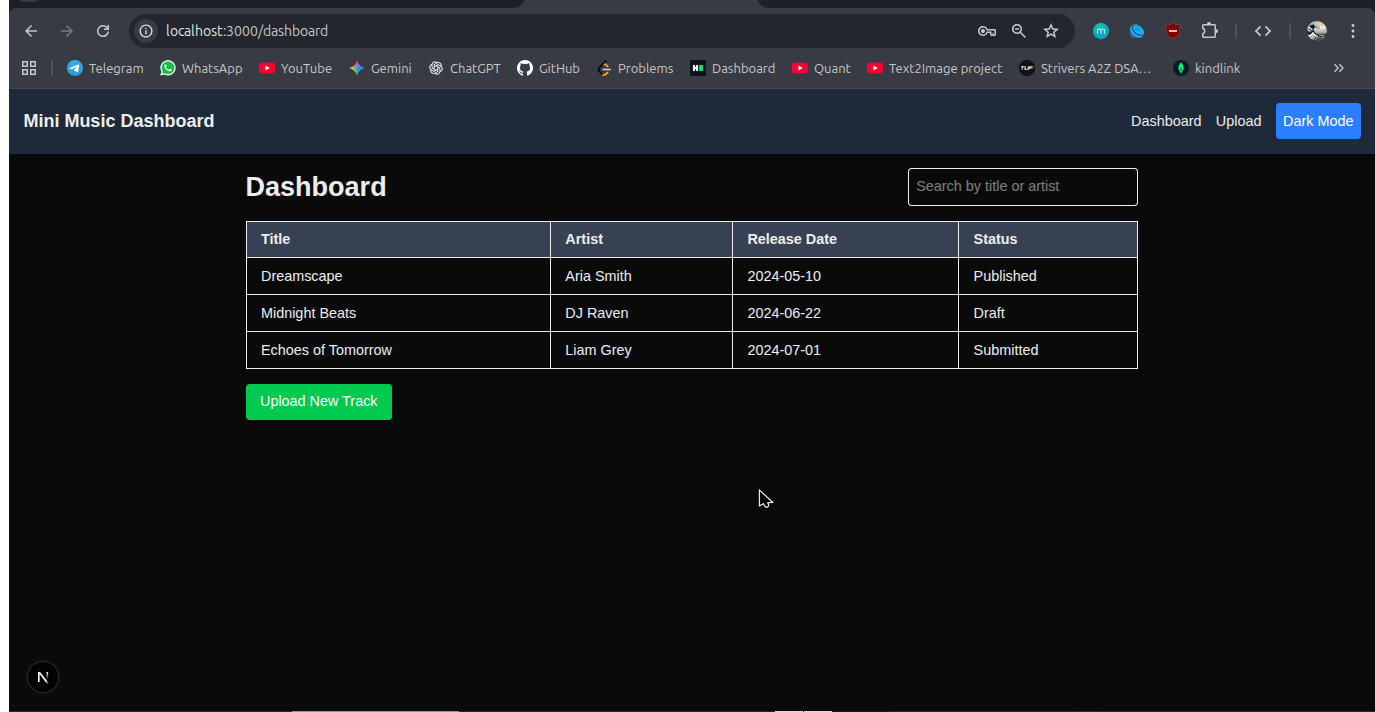 localhost:3000/dashboard
Telegram WhatsApp YouTube Gemini ChatGPT GitHub Problems Dashboard Quant Text2Image project Strivers A2Z DSA... kindlink
Mini Music Dashboard Dashboard Upload Dark Mode
Dashboard Search by title or artist
Title Artist Release Date Status
Dreamscape Aria Smith 2024-05-10 Published
Midnight Beats DJ Raven 2024-06-22 Draft
Echoes of Tomorrow Liam Grey 2024-07-01 Submitted
Upload New Track
N